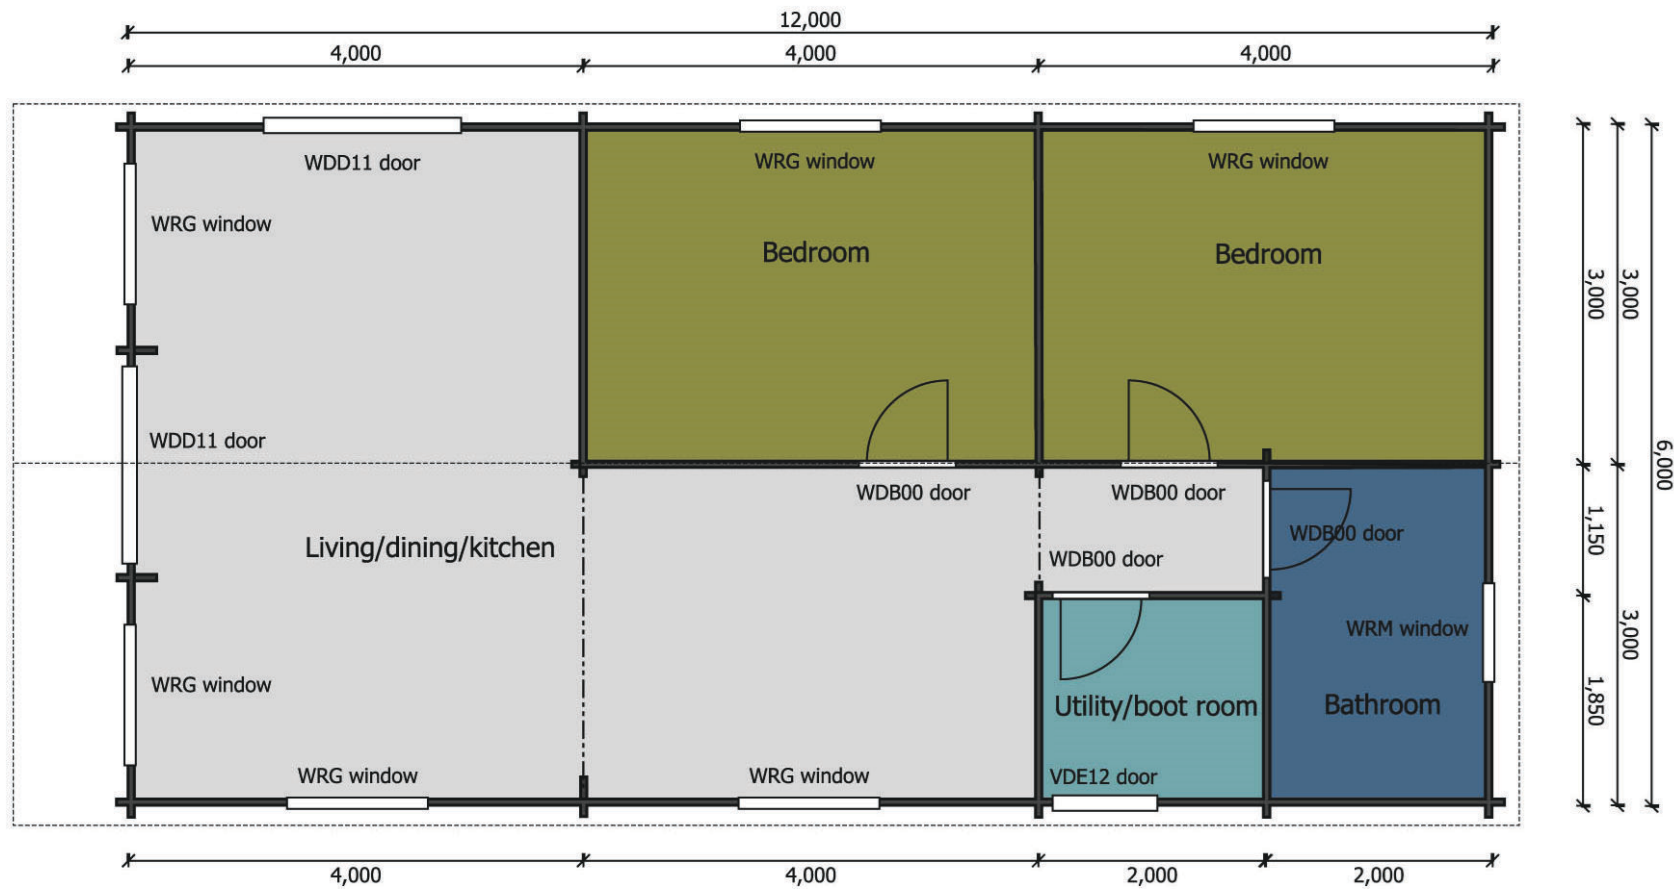 12,000
4,000
4,000
4,000
WDD11 door
WRG window
WRG window
WRG window
Bedroom
Bedroom
3,000
3,000
6,000
WDD11 door
WDB00 door
WDB00 door
WDB00 door
1,150
Living/dining/kitchen
WDB00 door
WRM window
3,000
WRG window
Utility/boot room
Bathroom
1,850
WRG window
WRG window
VDE12 door
4,000
4,000
2,000
2,000